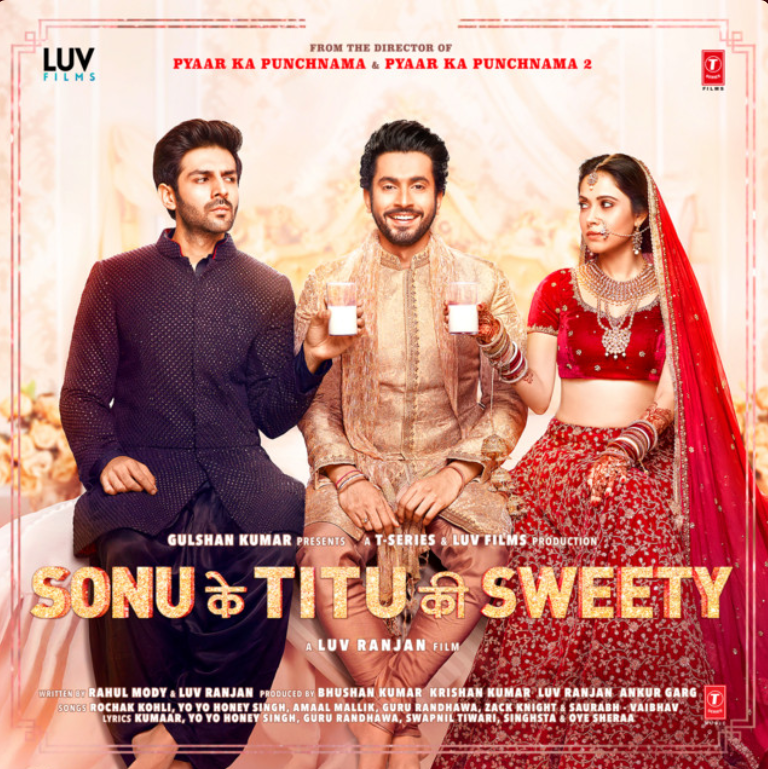 LUV
FILMS
FROM THE DIRECTOR OF
PYAAR KA PUNCHNAMA & PYAAR KA PUNCHNAMA 2
T
SERIES
FILMS
GULSHAN KUMAR PRESENTS A T-SERIES & LUV FILMS PRODUCTION
SONU के TITU की SWEETY
A LUV RANJAN FILM
WRITTEN BY RAHUL MODY & LUV RANJAN PRODUCED BY BHUSHAN KUMAR KRISHAN KUMAR LUV RANJAN ANKUR GARG
SONGS ROCHAK KOHLI, YO YO HONEY SINGH, AMAAL MALLIK, GURU RANDHAWA, ZACK KNIGHT & SAURABH - VAIBHAV
LYRICS KUMAAR, YO YO HONEY SINGH, GURU RANDHAWA, SWAPNIL TIWARI, SINGHSTA & OYE SHERAA
T
SERIES
MUSIC